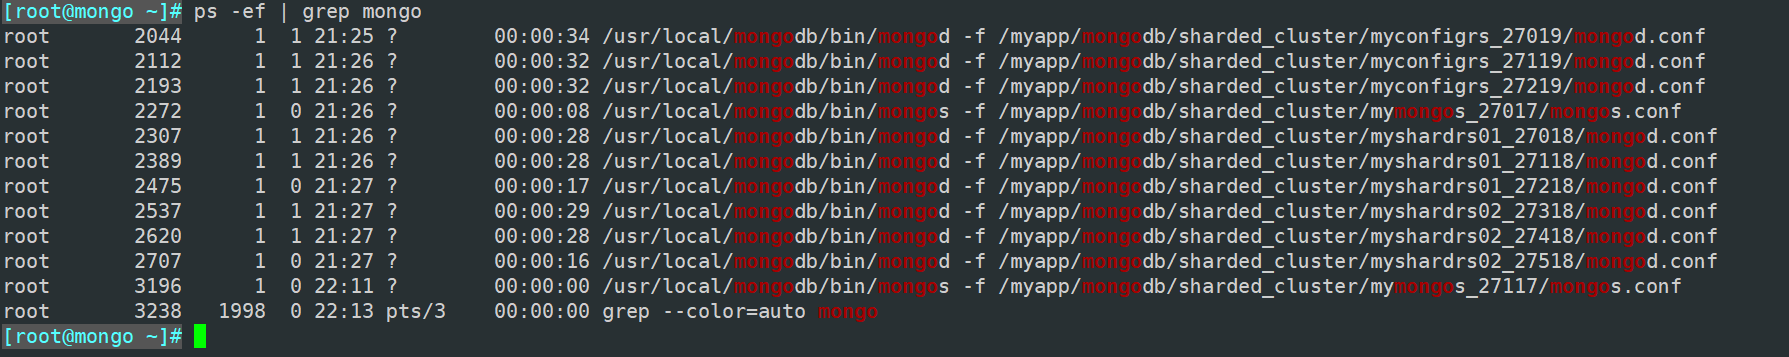 [root@mongo ~]# ps -ef | grep mongo
root       2044      1  1 21:25 ?        00:00:34 /usr/local/mongodb/bin/mongod -f /myapp/mongodb/sharded_cluster/myconfigrs_27019/mongod.conf
root       2112      1  1 21:26 ?        00:00:32 /usr/local/mongodb/bin/mongod -f /myapp/mongodb/sharded_cluster/myconfigrs_27119/mongod.conf
root       2193      1  1 21:26 ?        00:00:32 /usr/local/mongodb/bin/mongod -f /myapp/mongodb/sharded_cluster/myconfigrs_27219/mongod.conf
root       2272      1  0 21:26 ?        00:00:08 /usr/local/mongodb/bin/mongos -f /myapp/mongodb/sharded_cluster/mymongos_27017/mongos.conf
root       2307      1  1 21:26 ?        00:00:28 /usr/local/mongodb/bin/mongod -f /myapp/mongodb/sharded_cluster/myshardrs01_27018/mongod.conf
root       2389      1  1 21:26 ?        00:00:28 /usr/local/mongodb/bin/mongod -f /myapp/mongodb/sharded_cluster/myshardrs01_27118/mongod.conf
root       2475      1  0 21:27 ?        00:00:17 /usr/local/mongodb/bin/mongod -f /myapp/mongodb/sharded_cluster/myshardrs01_27218/mongod.conf
root       2537      1  1 21:27 ?        00:00:29 /usr/local/mongodb/bin/mongod -f /myapp/mongodb/sharded_cluster/myshardrs02_27318/mongod.conf
root       2620      1  1 21:27 ?        00:00:28 /usr/local/mongodb/bin/mongod -f /myapp/mongodb/sharded_cluster/myshardrs02_27418/mongod.conf
root       2707      1  0 21:27 ?        00:00:16 /usr/local/mongodb/bin/mongod -f /myapp/mongodb/sharded_cluster/myshardrs02_27518/mongod.conf
root       3196      1  0 22:11 ?        00:00:00 /usr/local/mongodb/bin/mongos -f /myapp/mongodb/sharded_cluster/mymongos_27117/mongos.conf
root       3238   1998  0 22:13 pts/3    00:00:00 grep --color=auto mongo
[root@mongo ~]#